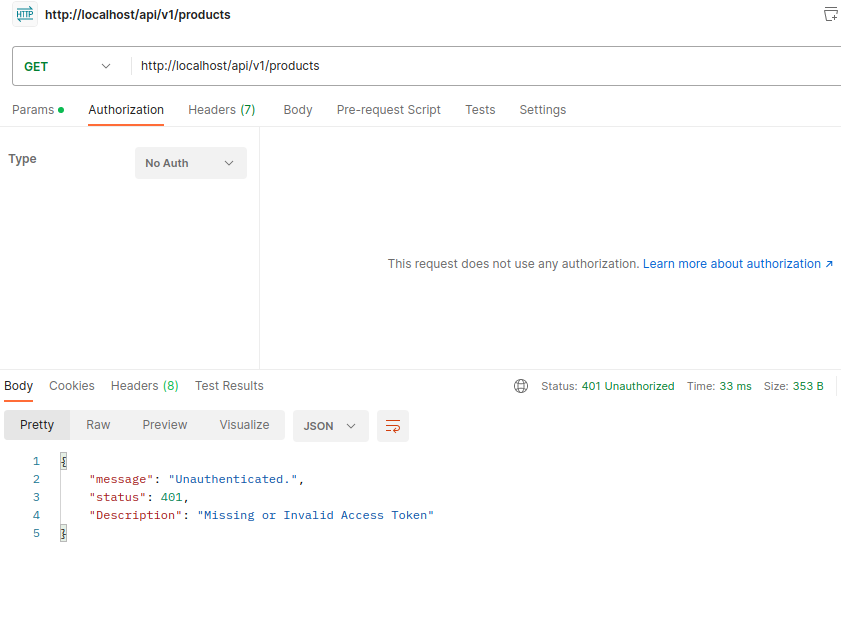 HTTP http://localhost/api/v1/products
GET http://localhost/api/v1/products
Params Authorization Headers (7) Body Pre-request Script Tests Settings
Type No Auth
This request does not use any authorization. Learn more about authorization ↗
Body Cookies Headers (8) Test Results Status: 401 Unauthorized Time: 33 ms Size: 353 B
Pretty Raw Preview Visualize JSON
1 {
2 "message": "Unauthenticated.",
3 "status": 401,
4 "Description": "Missing or Invalid Access Token"
5 }